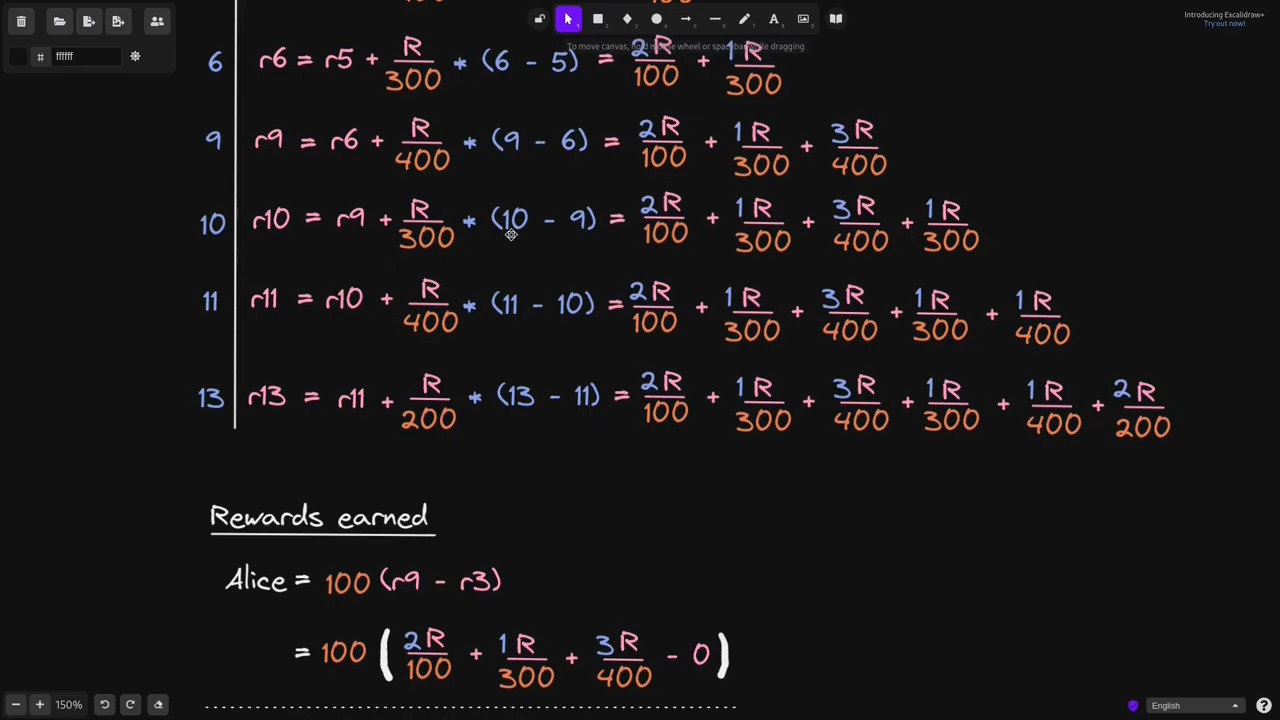 Introducing Excalidraw+
Try out now!
# ffffff
To move canvas, hold mouse wheel or spacebar while dragging
6 r6 = r5 + R/300 * (6 - 5) = 2R/100 + 1R/300
9 r9 = r6 + R/400 * (9 - 6) = 2R/100 + 1R/300 + 3R/400
10 r10 = r9 + R/300 * (10 - 9) = 2R/100 + 1R/300 + 3R/400 + 1R/300
11 r11 = r10 + R/400 * (11 - 10) = 2R/100 + 1R/300 + 3R/400 + 1R/300 + 1R/400
13 r13 = r11 + R/200 * (13 - 11) = 2R/100 + 1R/300 + 3R/400 + 1R/300 + 1R/400 + 2R/200
Rewards earned
Alice = 100 (r9 - r3)
= 100 (2R/100 + 1R/300 + 3R/400 - 0)
150%
English